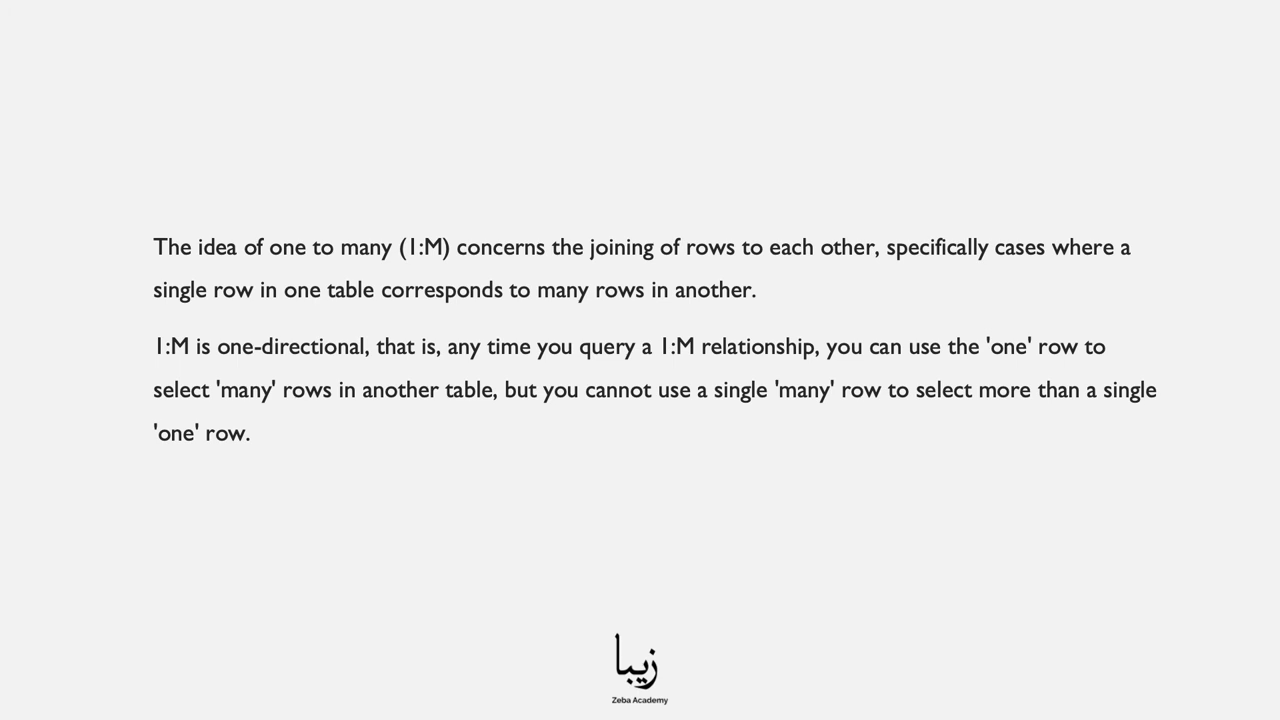 The idea of one to many (1:M) concerns the joining of rows to each other, specifically cases where a
single row in one table corresponds to many rows in another.
1:M is one-directional, that is, any time you query a 1:M relationship, you can use the 'one' row to
select 'many' rows in another table, but you cannot use a single 'many' row to select more than a single
'one' row.
زیبا
Zeba Academy